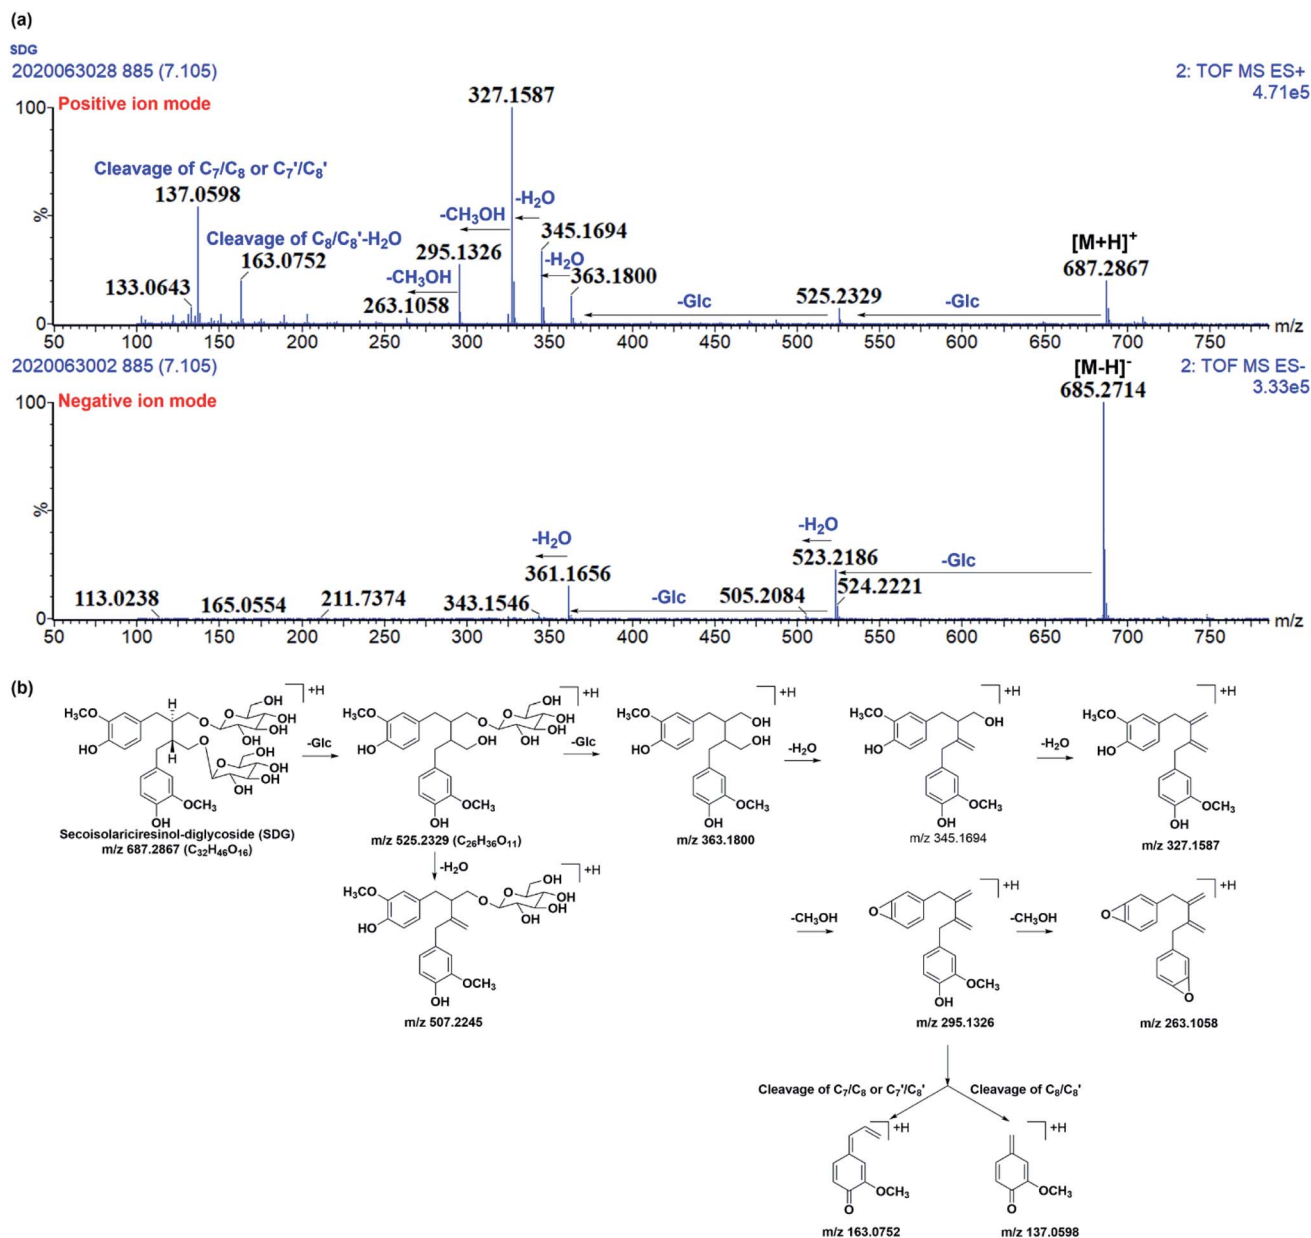 (a)
SDG
2020063028 885 (7.105)
2: TOF MS ES+
4.71e5
Positive ion mode
100
%
0
327.1587
Cleavage of C7/C8 or C7'/C8'
137.0598
-H2O
-CH3OH
345.1694
Cleavage of C8/C8'-H2O
295.1326
-H2O
[M+H]+
163.0752
-CH3OH
363.1800
687.2867
133.0643
263.1058
-Glc
525.2329
-Glc
50 100 150 200 250 300 350 400 450 500 550 600 650 700 750 m/z
2020063002 885 (7.105)
[M-H]-
2: TOF MS ES-
3.33e5
685.2714
Negative ion mode
100
%
0
-H2O
-H2O
523.2186
-Glc
361.1656
524.2221
113.0238
165.0554
211.7374
343.1546
-Glc
505.2084
50 100 150 200 250 300 350 400 450 500 550 600 650 700 750 m/z
(b)
+H
H
H3CO
HO
O
O
OH
OH
OH
OH
H
O
O
OH
OH
OH
OH
OCH3
OH
Secoisolariciresinol-diglycoside (SDG)
m/z 687.2867 (C32H46O16)
-Glc
+H
H3CO
HO
O
O
OH
OH
OH
OH
OH
OCH3
OH
m/z 525.2329 (C26H36O11)
-Glc
+H
H3CO
HO
OH
OH
OCH3
OH
m/z 363.1800
-H2O
+H
H3CO
HO
OH
OCH3
OH
m/z 345.1694
-H2O
+H
H3CO
HO
OCH3
OH
m/z 327.1587
-H2O
+H
H3CO
HO
O
O
OH
OH
OH
OH
OCH3
OH
m/z 507.2245
-CH3OH
+H
O
OCH3
OH
m/z 295.1326
-CH3OH
+H
O
O
m/z 263.1058
Cleavage of C7/C8 or C7'/C8'
Cleavage of C8/C8'
+H
OCH3
O
m/z 163.0752
+H
OCH3
O
m/z 137.0598